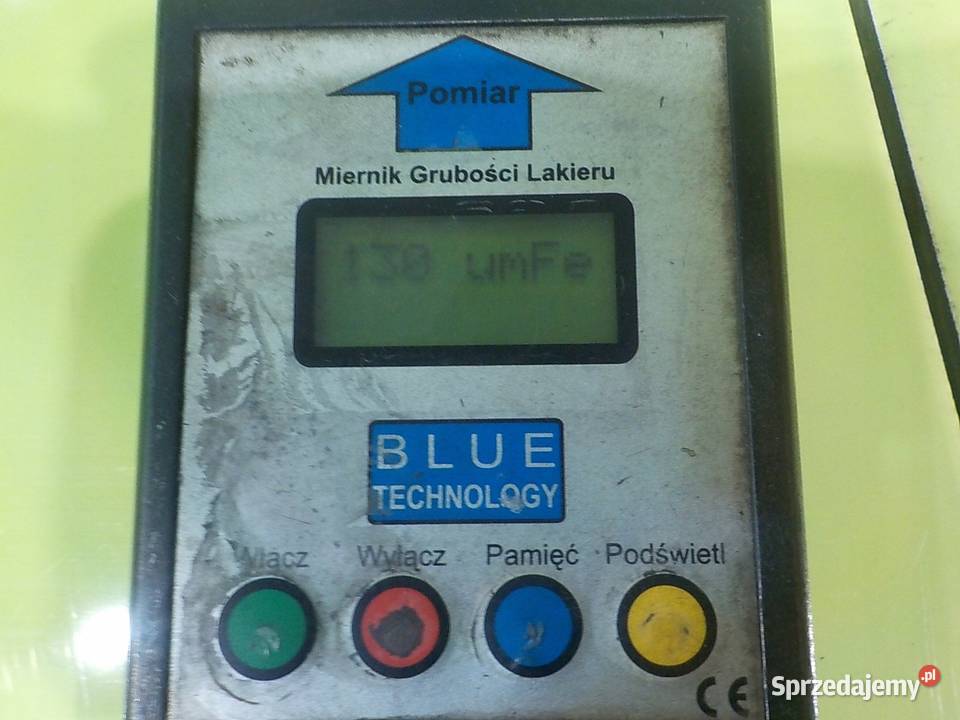 Pomiar
Miernik Grubości Lakieru
130 umFe
BLUE
TECHNOLOGY
Włącz Wyłącz Pamięć Podświetl
CE
Sprzedajemy.pl